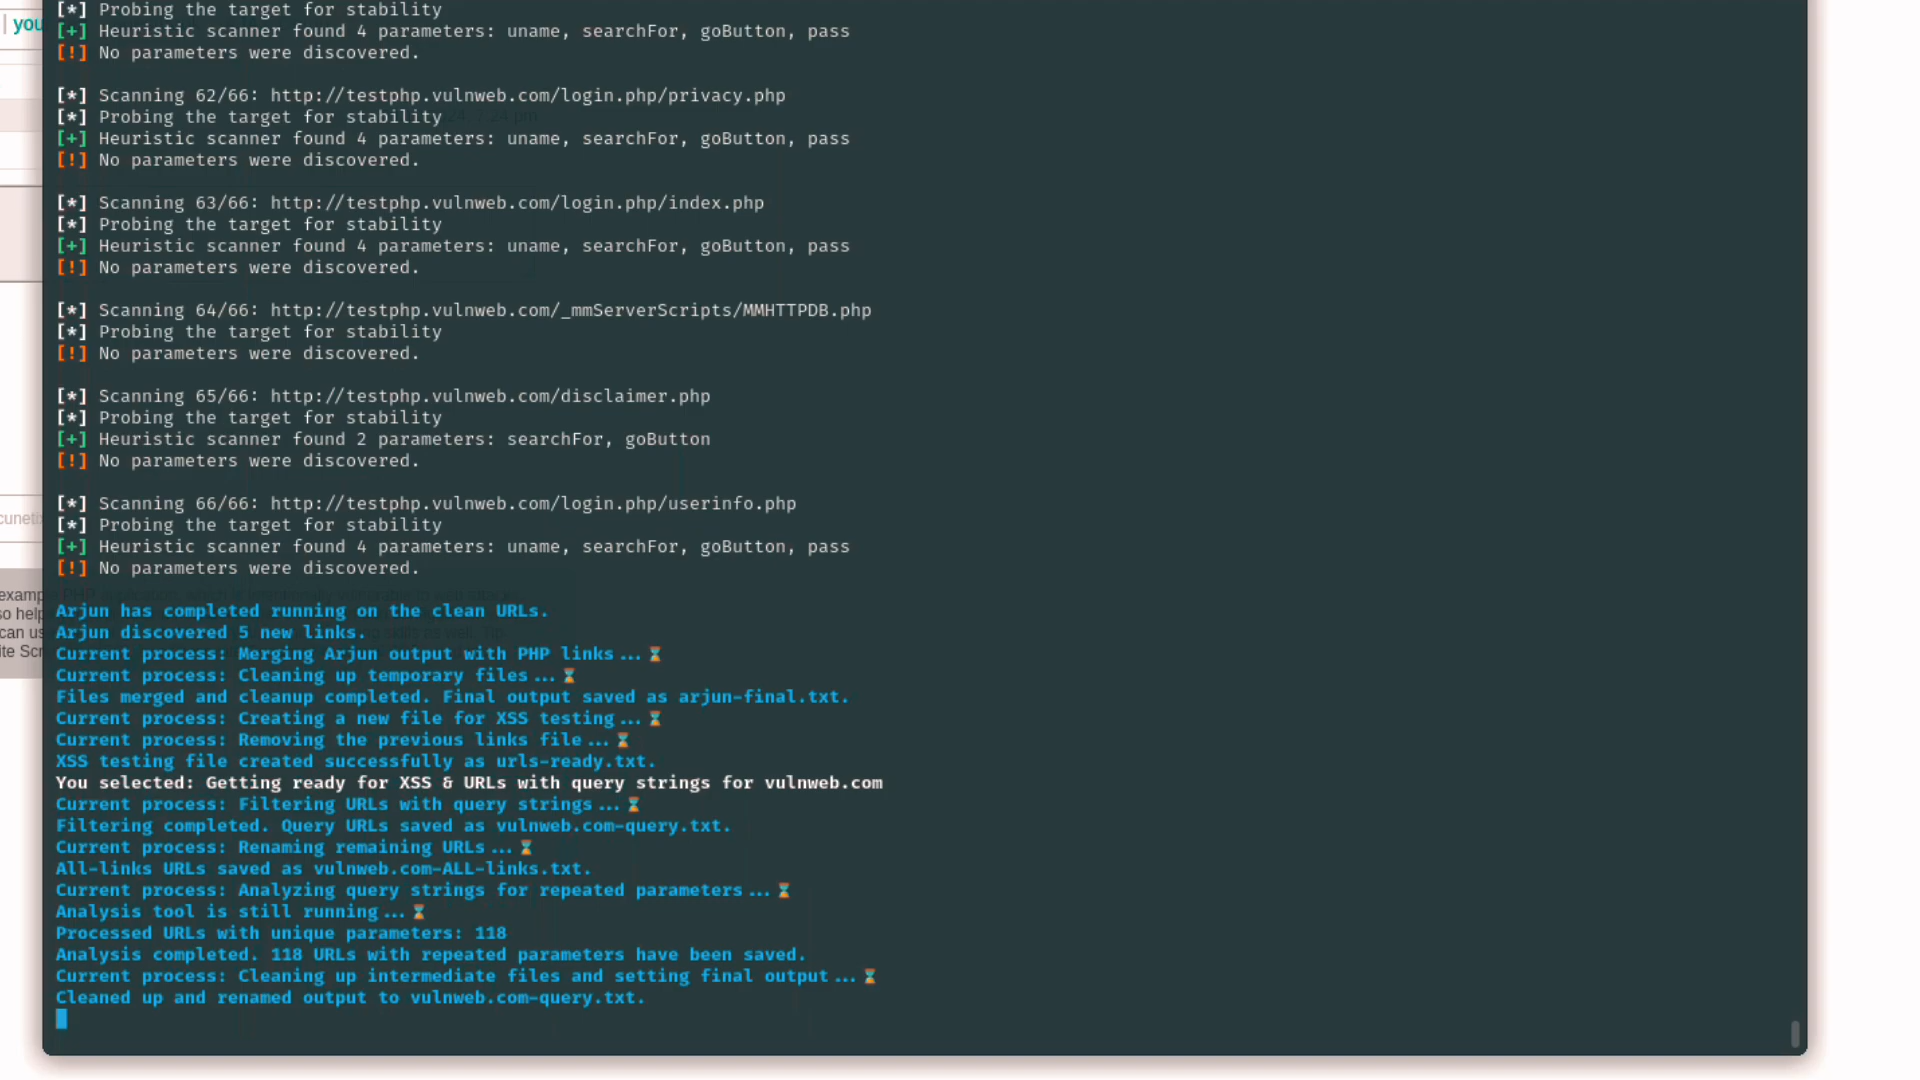 [*] Probing the target for stability
| you
[+] Heuristic scanner found 4 parameters: uname, searchFor, goButton, pass
[!] No parameters were discovered.
[*] Scanning 62/66: http://testphp.vulnweb.com/login.php/privacy.php
[*] Probing the target for stability
[+] Heuristic scanner found 4 parameters: uname, searchFor, goButton, pass
[!] No parameters were discovered.
[*] Scanning 63/66: http://testphp.vulnweb.com/login.php/index.php
[*] Probing the target for stability
[+] Heuristic scanner found 4 parameters: uname, searchFor, goButton, pass
[!] No parameters were discovered.
[*] Scanning 64/66: http://testphp.vulnweb.com/_mmServerScripts/MMHTTPDB.php
[*] Probing the target for stability
[!] No parameters were discovered.
[*] Scanning 65/66: http://testphp.vulnweb.com/disclaimer.php
[*] Probing the target for stability
[+] Heuristic scanner found 2 parameters: searchFor, goButton
[!] No parameters were discovered.
[*] Scanning 66/66: http://testphp.vulnweb.com/login.php/userinfo.php
cuneti
[*] Probing the target for stability
[+] Heuristic scanner found 4 parameters: uname, searchFor, goButton, pass
[!] No parameters were discovered.
examp
so help
can us
ite Scr
Arjun has completed running on the clean URLs.
Arjun discovered 5 new links.
Current process: Merging Arjun output with PHP links...⌛
Current process: Cleaning up temporary files...⌛
Files merged and cleanup completed. Final output saved as arjun-final.txt.
Current process: Creating a new file for XSS testing...⌛
Current process: Removing the previous links file...⌛
XSS testing file created successfully as urls-ready.txt.
You selected: Getting ready for XSS & URLs with query strings for vulnweb.com
Current process: Filtering URLs with query strings...⌛
Filtering completed. Query URLs saved as vulnweb.com-query.txt.
Current process: Renaming remaining URLs...⌛
All-links URLs saved as vulnweb.com-ALL-links.txt.
Current process: Analyzing query strings for repeated parameters...⌛
Analysis tool is still running...⌛
Processed URLs with unique parameters: 118
Analysis completed. 118 URLs with repeated parameters have been saved.
Current process: Cleaning up intermediate files and setting final output...⌛
Cleaned up and renamed output to vulnweb.com-query.txt.